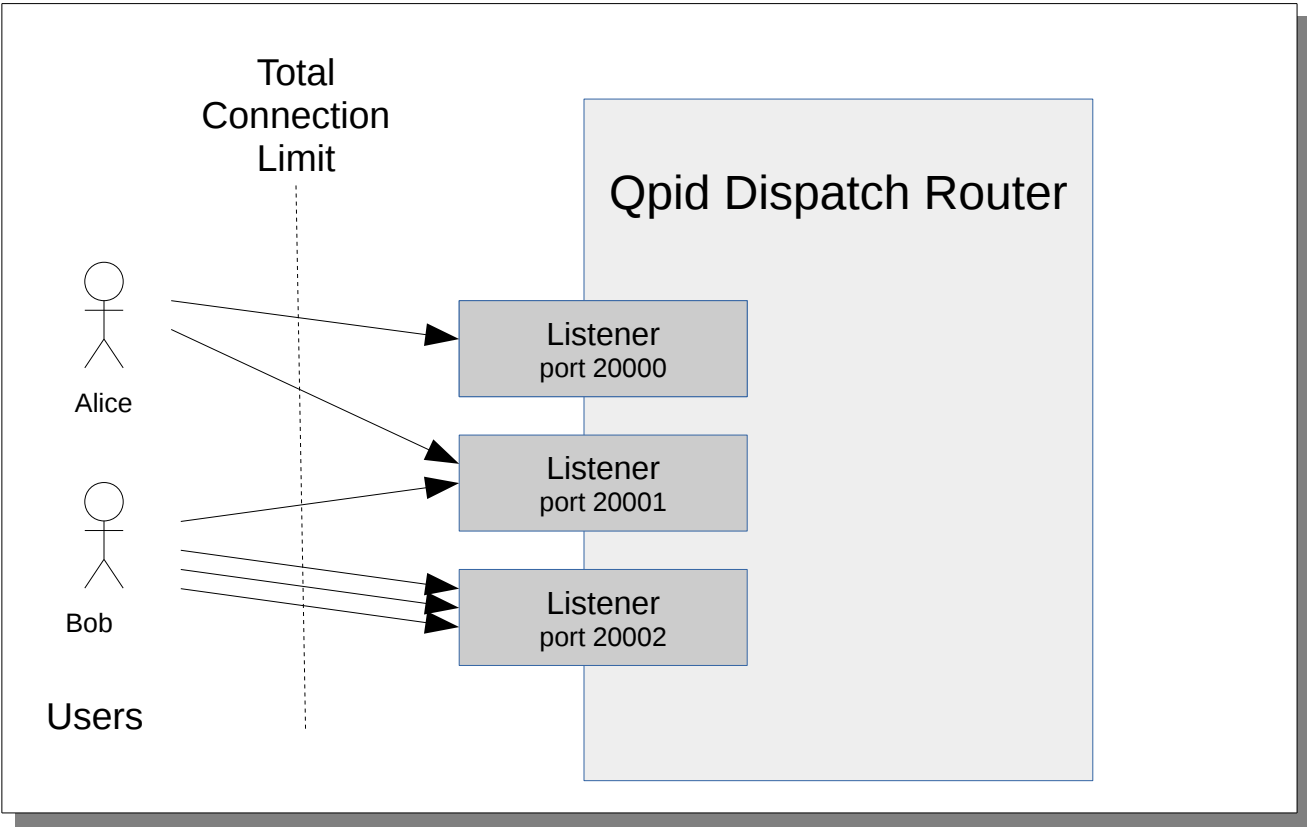 Total
Connection
Limit
Qpid Dispatch Router
Listener
port 20000
Alice
Listener
port 20001
Listener
port 20002
Bob
Users